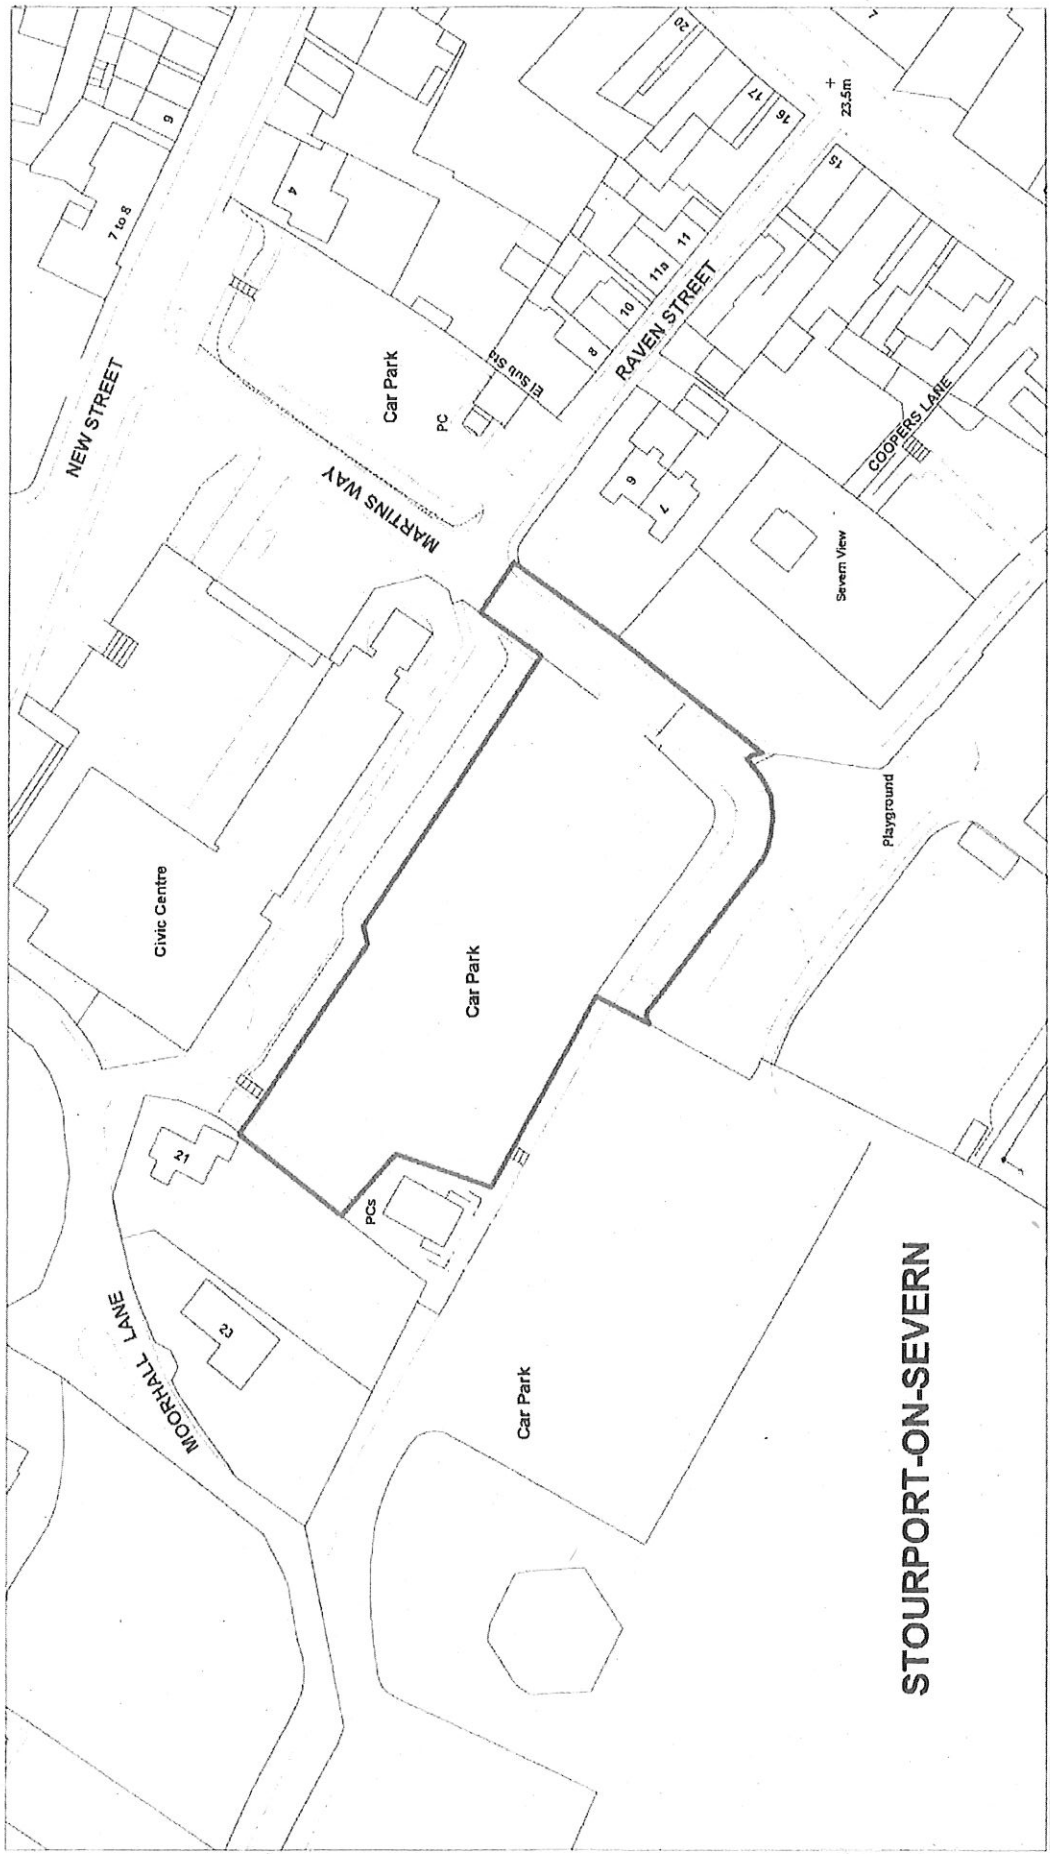 MOORHALL LANE
23
21
Civic Centre
NEW STREET
7 to 8
9
4
PCs
MARTINS WAY
Car Park
PC
El Sub Sta
Car Park
Car Park
8
10
11a
11
RAVEN STREET
6
7
20
17
16
15
23.5m
Severn View
COOPERS LANE
Playground
STOURPORT-ON-SEVERN